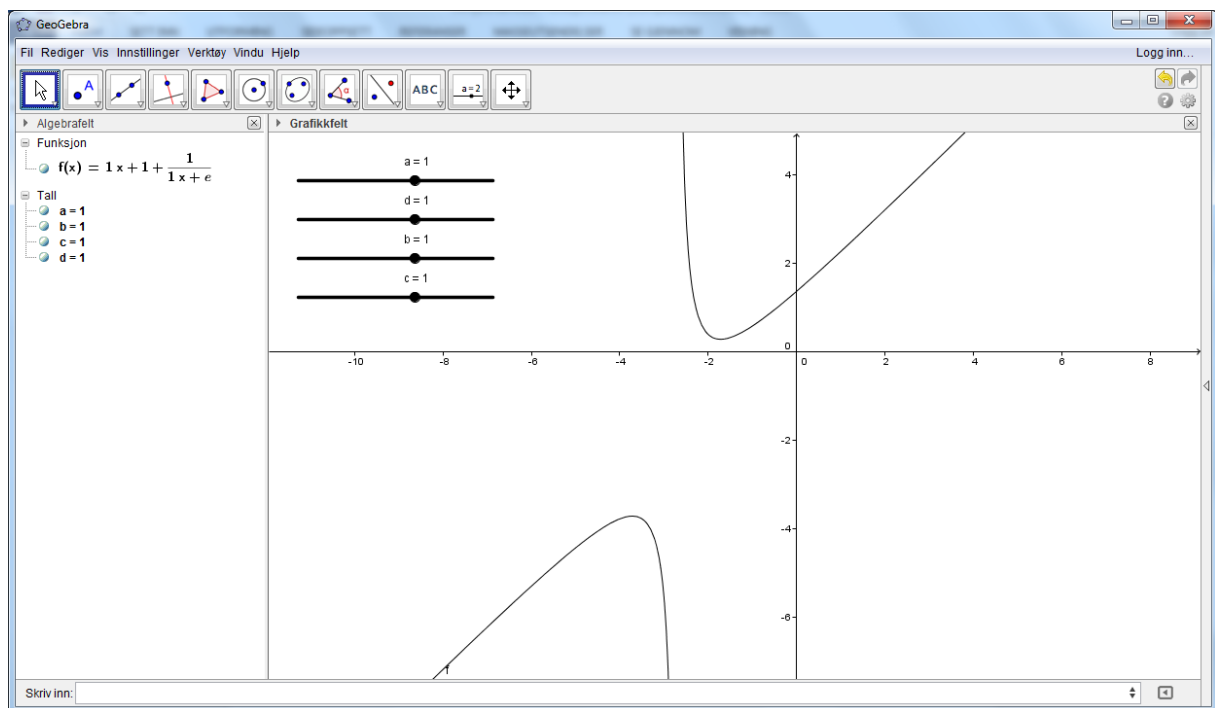 GeoGebra
Fil Rediger Vis Innstillinger Verktøy Vindu Hjelp
Logg inn...
A
α
ABC
a=2
Algebrafelt
Grafikkfelt
Funksjon
f(x) = 1 x + 1 + 1 / (1 x + e)
Tall
a = 1
b = 1
c = 1
d = 1
a = 1
d = 1
b = 1
c = 1
4
2
0
-10 -8 -6 -4 -2 0 2 4 6 8
-2
-4
-6
f
Skriv inn: